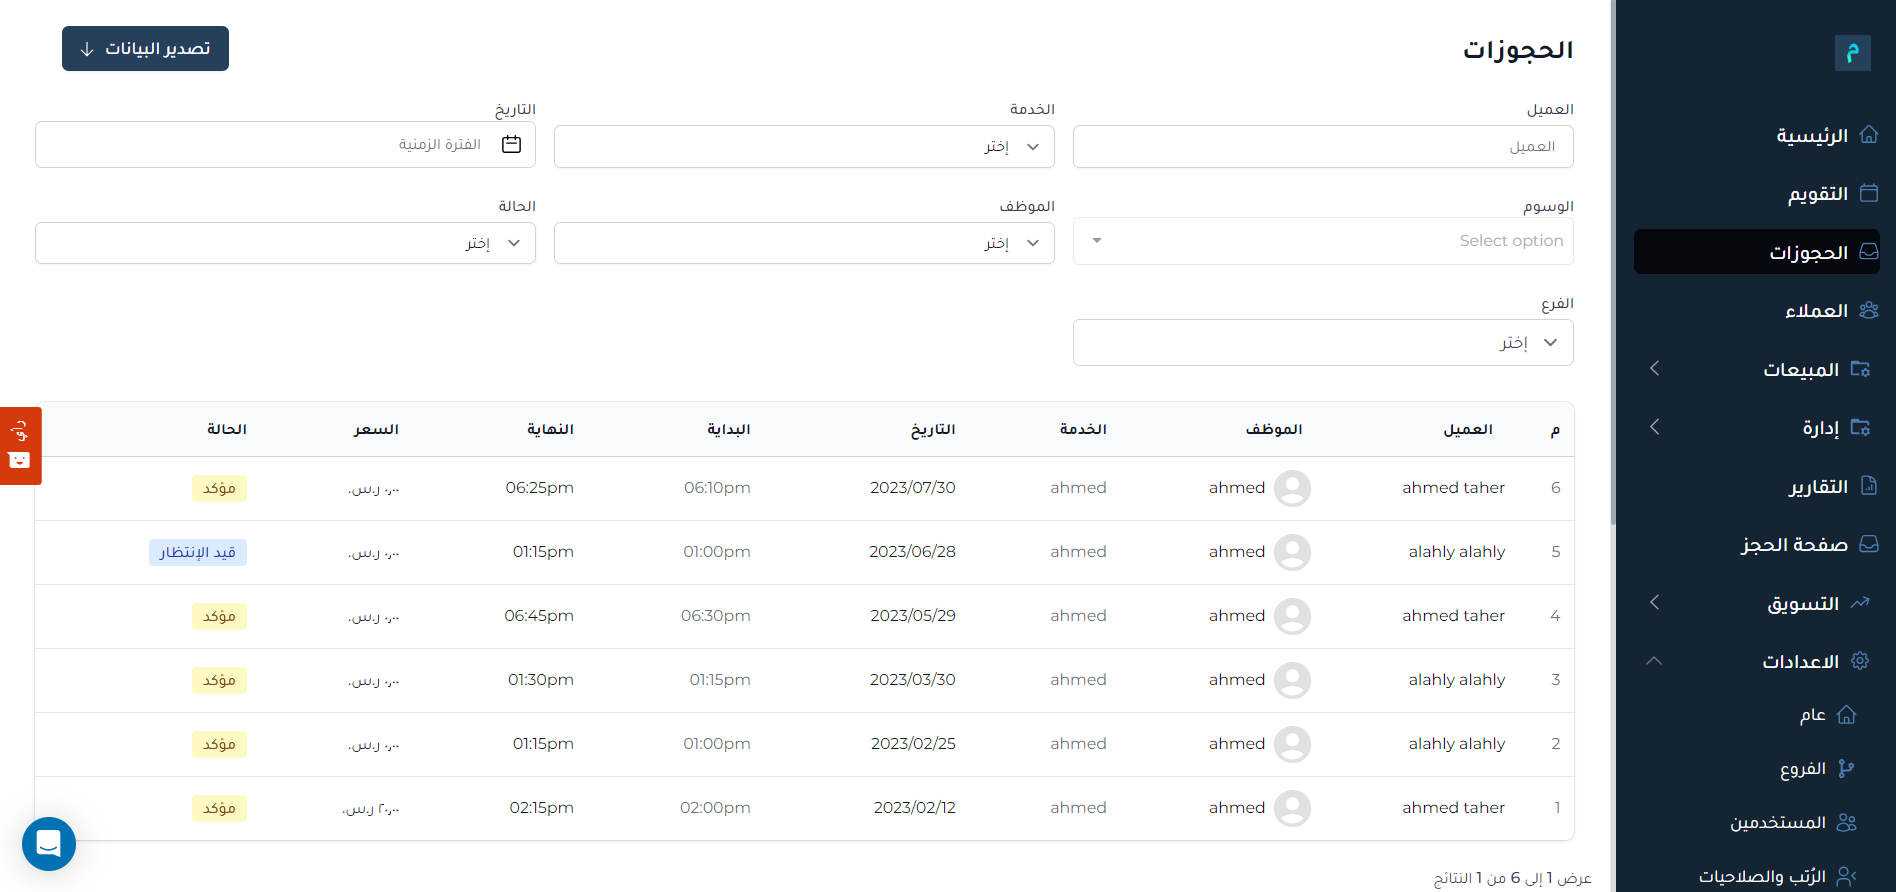 م
الرئيسية
التقويم
الحجوزات
العملاء
المبيعات
إدارة
التقارير
صفحة الحجز
التسويق
الاعدادات
عام
الفروع
المستخدمين
الرُتب والصلاحيات
الحجوزات
تصدير البيانات
العميل
العميل
الخدمة
إختر
التاريخ
الفترة الزمنية
الوسوم
Select option
الموظف
إختر
الحالة
إختر
الفرع
إختر
م العميل الموظف الخدمة التاريخ البداية النهاية السعر الحالة
6 ahmed taher ahmed ahmed 2023/07/30 06:10pm 06:25pm ٠٫٠٠ ر.س. مؤكد
5 alahly alahly ahmed ahmed 2023/06/28 01:00pm 01:15pm ٠٫٠٠ ر.س. قيد الإنتظار
4 ahmed taher ahmed ahmed 2023/05/29 06:30pm 06:45pm ٠٫٠٠ ر.س. مؤكد
3 alahly alahly ahmed ahmed 2023/03/30 01:15pm 01:30pm ٠٫٠٠ ر.س. مؤكد
2 alahly alahly ahmed ahmed 2023/02/25 01:00pm 01:15pm ٠٫٠٠ ر.س. مؤكد
1 ahmed taher ahmed ahmed 2023/02/12 02:00pm 02:15pm ٢٠٫٠٠ ر.س. مؤكد
عرض 1 إلى 6 من 1 النتائج
رأي